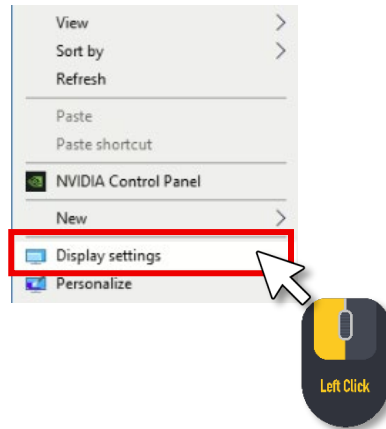 View
Sort by
Refresh
Paste
Paste shortcut
NVIDIA Control Panel
New
Display settings
Personalize
Left Click